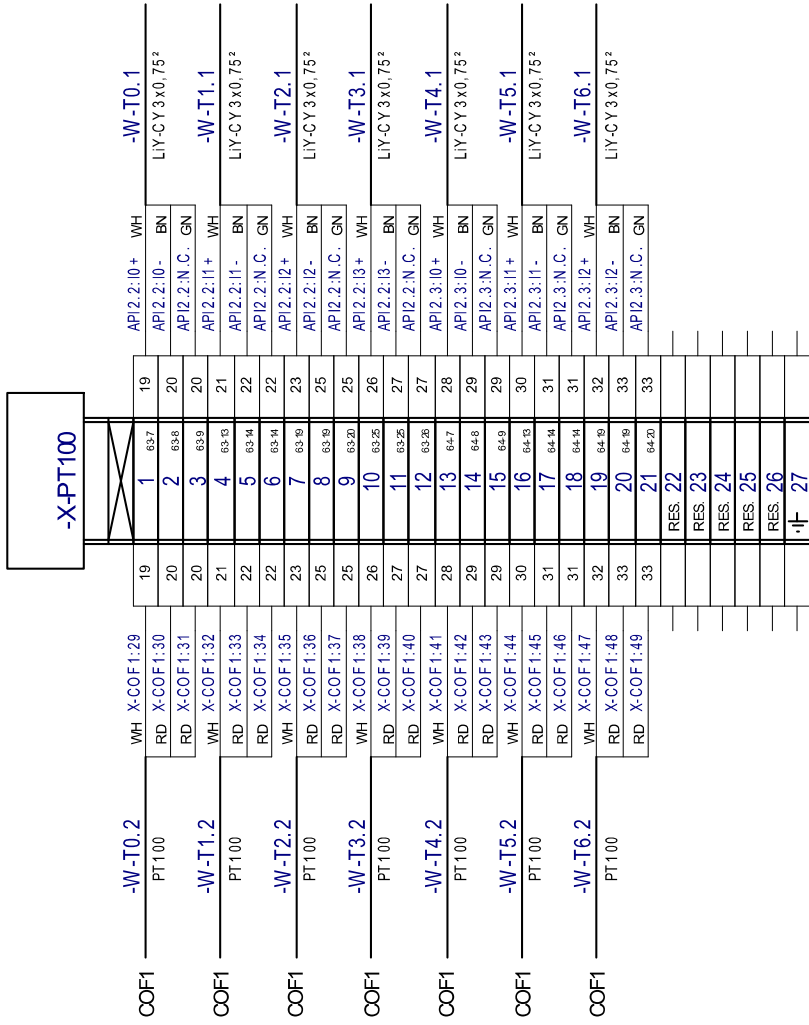 -X-PT100
-W-T0.2 -W-T0.1
COF1 PT100 WH X-COF1:29 19 1 63-7 19 API2.2:I0+ WH LiY-CY 3x0,75²
RD X-COF1:30 20 2 63-8 20 API2.2:I0- BN
RD X-COF1:31 20 3 63-9 20 API2.2:N.C. GN
-W-T1.2 -W-T1.1
COF1 PT100 WH X-COF1:32 21 4 63-13 21 API2.2:I1+ WH LiY-CY 3x0,75²
RD X-COF1:33 22 5 63-14 22 API2.2:I1- BN
RD X-COF1:34 22 6 63-14 22 API2.2:N.C. GN
-W-T2.2 -W-T2.1
COF1 PT100 WH X-COF1:35 23 7 63-19 23 API2.2:I2+ WH LiY-CY 3x0,75²
RD X-COF1:36 25 8 63-19 25 API2.2:I2- BN
RD X-COF1:37 25 9 63-20 25 API2.2:N.C. GN
-W-T3.2 -W-T3.1
COF1 PT100 WH X-COF1:38 26 10 63-25 26 API2.2:I3+ WH LiY-CY 3x0,75²
RD X-COF1:39 27 11 63-25 27 API2.2:I3- BN
RD X-COF1:40 27 12 63-26 27 API2.2:N.C. GN
-W-T4.2 -W-T4.1
COF1 PT100 WH X-COF1:41 28 13 64-7 28 API2.3:I0+ WH LiY-CY 3x0,75²
RD X-COF1:42 29 14 64-8 29 API2.3:I0- BN
RD X-COF1:43 29 15 64-9 29 API2.3:N.C. GN
-W-T5.2 -W-T5.1
COF1 PT100 WH X-COF1:44 30 16 64-13 30 API2.3:I1+ WH LiY-CY 3x0,75²
RD X-COF1:45 31 17 64-14 31 API2.3:I1- BN
RD X-COF1:46 31 18 64-14 31 API2.3:N.C. GN
-W-T6.2 -W-T6.1
COF1 PT100 WH X-COF1:47 32 19 64-19 32 API2.3:I2+ WH LiY-CY 3x0,75²
RD X-COF1:48 33 20 64-19 33 API2.3:I2- BN
RD X-COF1:49 33 21 64-20 33 API2.3:N.C. GN
RES. 22
RES. 23
RES. 24
RES. 25
RES. 26
27